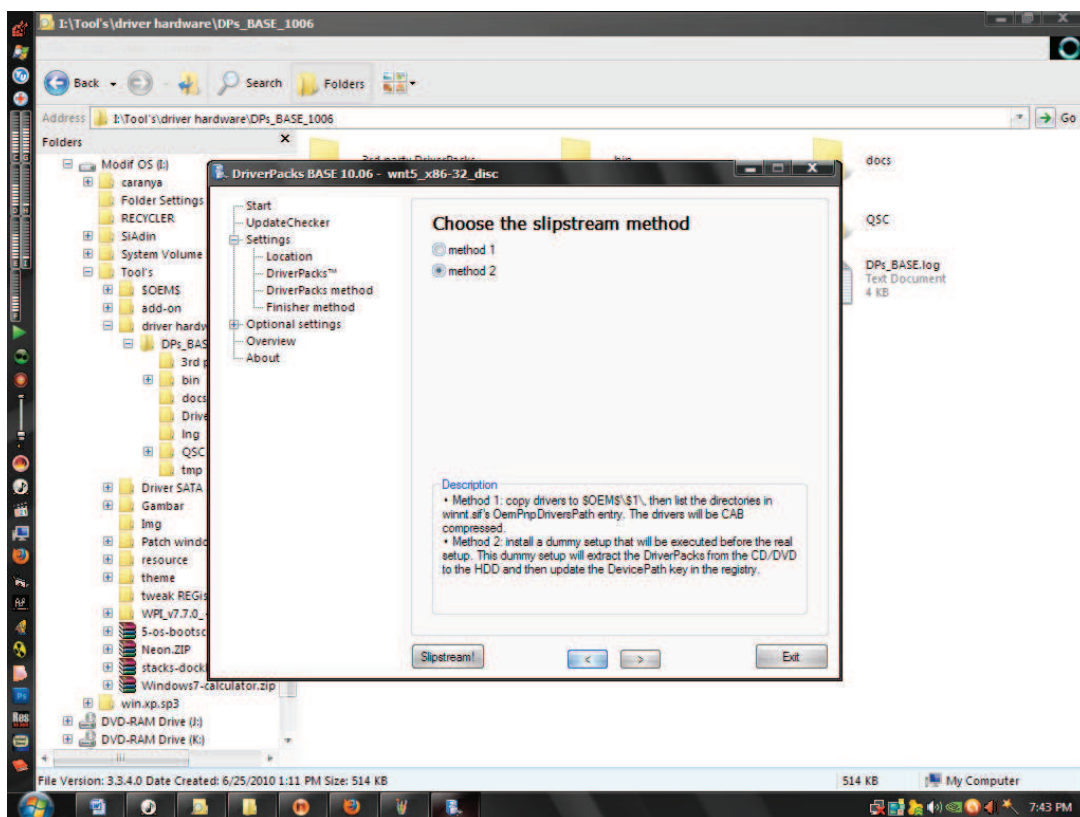 I:\Tool's\driver hardware\DPs_BASE_1006
Back
Search
Folders
Address I:\Tool's\driver hardware\DPs_BASE_1006
Go
Folders
Modif OS (I:)
caranya
Folder Settings
RECYCLER
SiAdin
System Volume
Tool's
$OEM$
add-on
driver hardw
DPs_BAS
3rd p
bin
docs
Drive
lng
QSC
tmp
Driver SATA
Gambar
Img
Patch windo
resource
theme
tweak REGis
WPI_v7.7.0_
5-os-bootsc
Neon.ZIP
stacks-dockl
Windows7-calculator.zip
win.xp.sp3
DVD-RAM Drive (J:)
DVD-RAM Drive (K:)
docs
QSC
DPs_BASE.log
Text Document
4 KB
DriverPacks BASE 10.06 - wnt5_x86-32_disc
Start
UpdateChecker
Settings
Location
DriverPacks™
DriverPacks method
Finisher method
Optional settings
Overview
About
Choose the slipstream method
method 1
method 2
Description
• Method 1: copy drivers to $OEM$\$1\, then list the directories in
winnt.sif's OemPnpDriversPath entry. The drivers will be CAB
compressed.
• Method 2: install a dummy setup that will be executed before the real
setup. This dummy setup will extract the DriverPacks from the CD/DVD
to the HDD and then update the DevicePath key in the registry.
Slipstream!
<
>
Exit
File Version: 3.3.4.0 Date Created: 6/25/2010 1:11 PM Size: 514 KB
514 KB
My Computer
7:43 PM